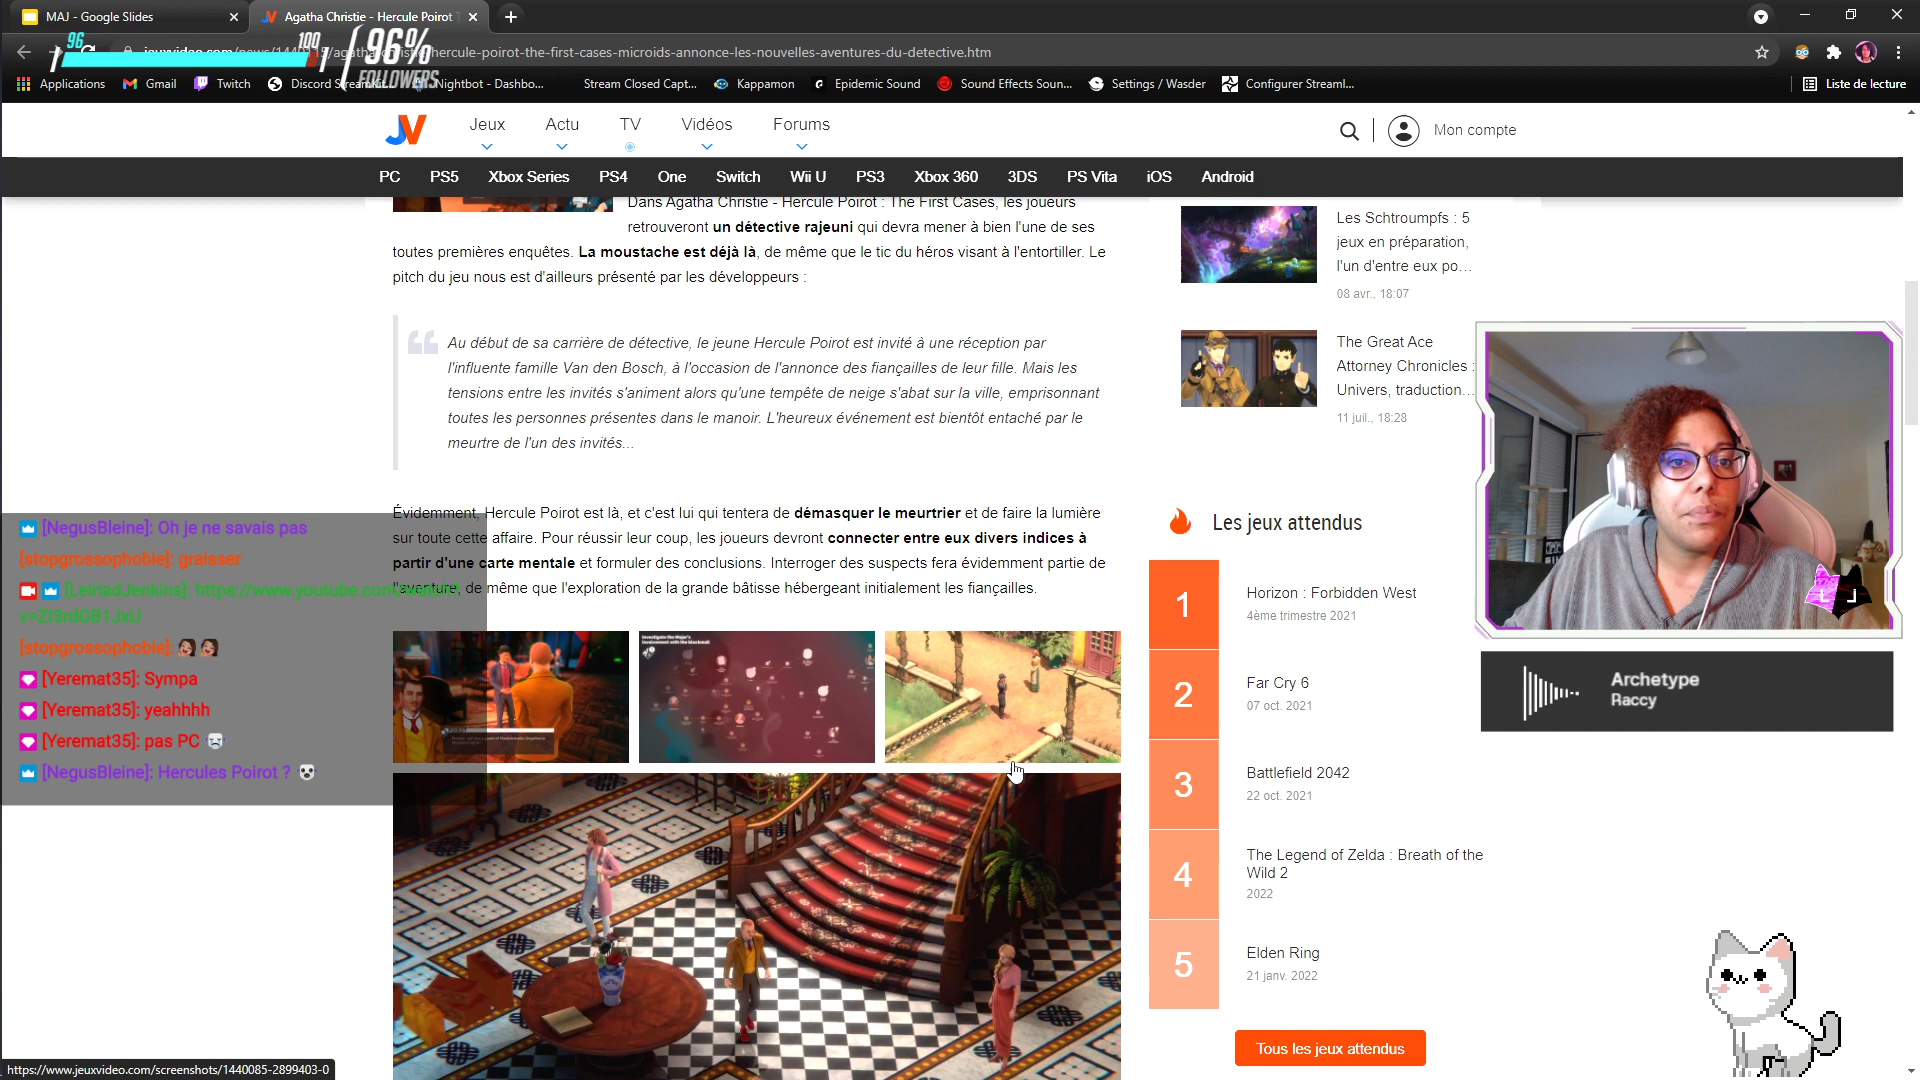 MAJ - Google Slides
Agatha Christie - Hercule Poirot
96
100
96%
FOLLOWERS
hercule-poirot-the-first-cases-microids-annonce-les-nouvelles-aventures-du-detective.htm
Applications
Gmail
Twitch
Discord
Nightbot - Dashbo...
Stream Closed Capt...
Kappamon
Epidemic Sound
Sound Effects Soun...
Settings / Wasder
Configurer Streaml...
Liste de lecture
JV
Jeux
Actu
TV
Vidéos
Forums
Mon compte
PC
PS5
Xbox Series
PS4
One
Switch
Wii U
PS3
Xbox 360
3DS
PS Vita
iOS
Android
Dans Agatha Christie - Hercule Poirot : The First Cases, les joueurs
retrouveront un détective rajeuni qui devra mener à bien l'une de ses
toutes premières enquêtes. La moustache est déjà là, de même que le tic du héros visant à l'entortiller. Le
pitch du jeu nous est d'ailleurs présenté par les développeurs :
Au début de sa carrière de détective, le jeune Hercule Poirot est invité à une réception par
l'influente famille Van den Bosch, à l'occasion de l'annonce des fiançailles de leur fille. Mais les
tensions entre les invités s'animent alors qu'une tempête de neige s'abat sur la ville, emprisonnant
toutes les personnes présentes dans le manoir. L'heureux événement est bientôt entaché par le
meurtre de l'un des invités...
Évidemment, Hercule Poirot est là, et c'est lui qui tentera de démasquer le meurtrier et de faire la lumière
sur toute cette affaire. Pour réussir leur coup, les joueurs devront connecter entre eux divers indices à
partir d'une carte mentale et formuler des conclusions. Interroger des suspects fera évidemment partie de
l'aventure, de même que l'exploration de la grande bâtisse hébergeant initialement les fiançailles.
[NegusBleine]: Oh je ne savais pas
[stopgrossophobie]: graisser
[LeiriadJenkins]: https://www.youtube.com/watch?
[stopgrossophobie]:
[Yeremat35]: Sympa
[Yeremat35]: yeahhhh
[Yeremat35]: pas PC
[NegusBleine]: Hercules Poirot ?
Les Schtroumpfs : 5
jeux en préparation,
l'un d'entre eux po...
08 avr., 18:07
The Great Ace
Attorney Chronicles :
Univers, traduction...
11 juil., 18:28
Les jeux attendus
1
Horizon : Forbidden West
4ème trimestre 2021
2
Far Cry 6
07 oct. 2021
3
Battlefield 2042
22 oct. 2021
4
The Legend of Zelda : Breath of the
Wild 2
2022
5
Elden Ring
21 janv. 2022
Tous les jeux attendus
Archetype
Raccy
https://www.jeuxvideo.com/screenshots/1440085-2899403-0